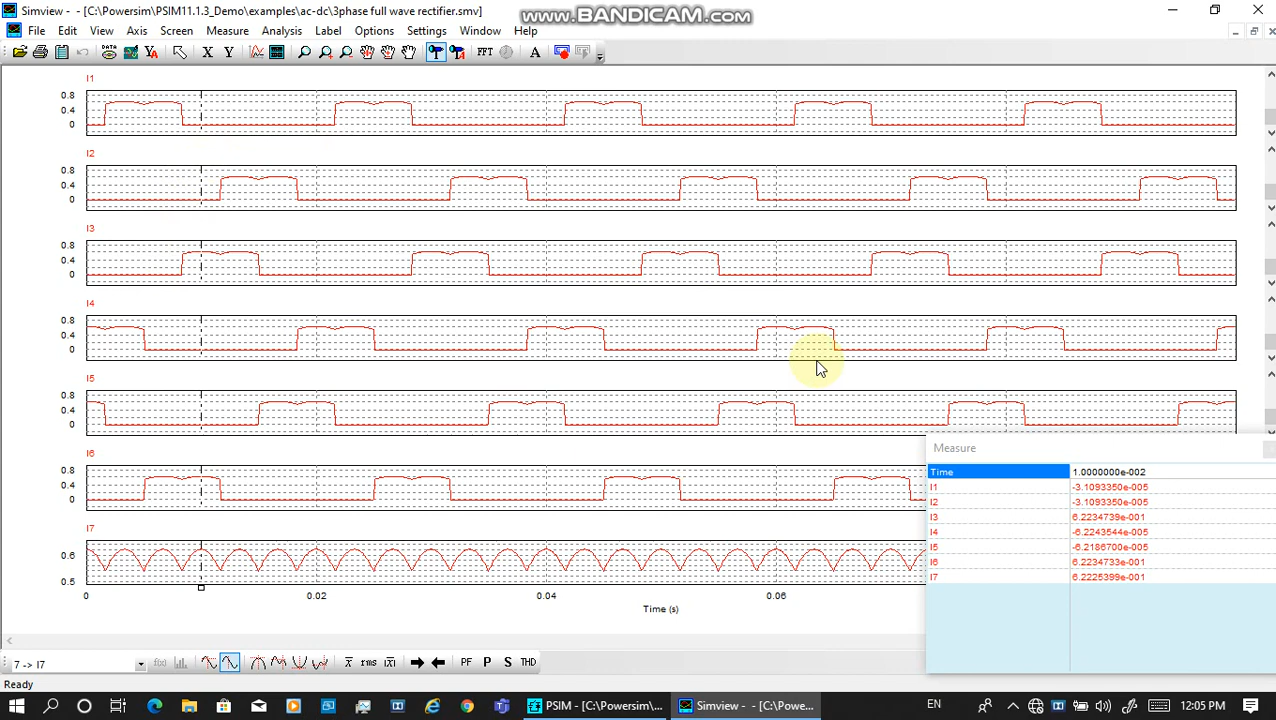 Simview - - [C:\Powersim\PSIM11.1.3_Demo\examples\ac-dc\3phase full wave rectifier.smv]
www.BANDICAM.com
File Edit View Axis Screen Measure Analysis Label Options Settings Window Help
X Y FFT T A
I1
0.8
0.4
0
I2
0.8
0.4
0
I3
0.8
0.4
0
I4
0.8
0.4
0
I5
0.8
0.4
0
I6
0.8
0.4
0
I7
0.6
0.5
0 0.02 0.04 0.06
Time (s)
Measure
Time 1.0000000e-002
I1 -3.1093350e-005
I2 -3.1093350e-005
I3 6.2234739e-001
I4 -6.2243544e-005
I5 -6.2186700e-005
I6 6.2234733e-001
I7 6.2225399e-001
7 -> I7 f(x) x rms |x| PF P S THD
Ready
PSIM - [C:\Powersim\... Simview - - [C:\Powe... EN 12:05 PM